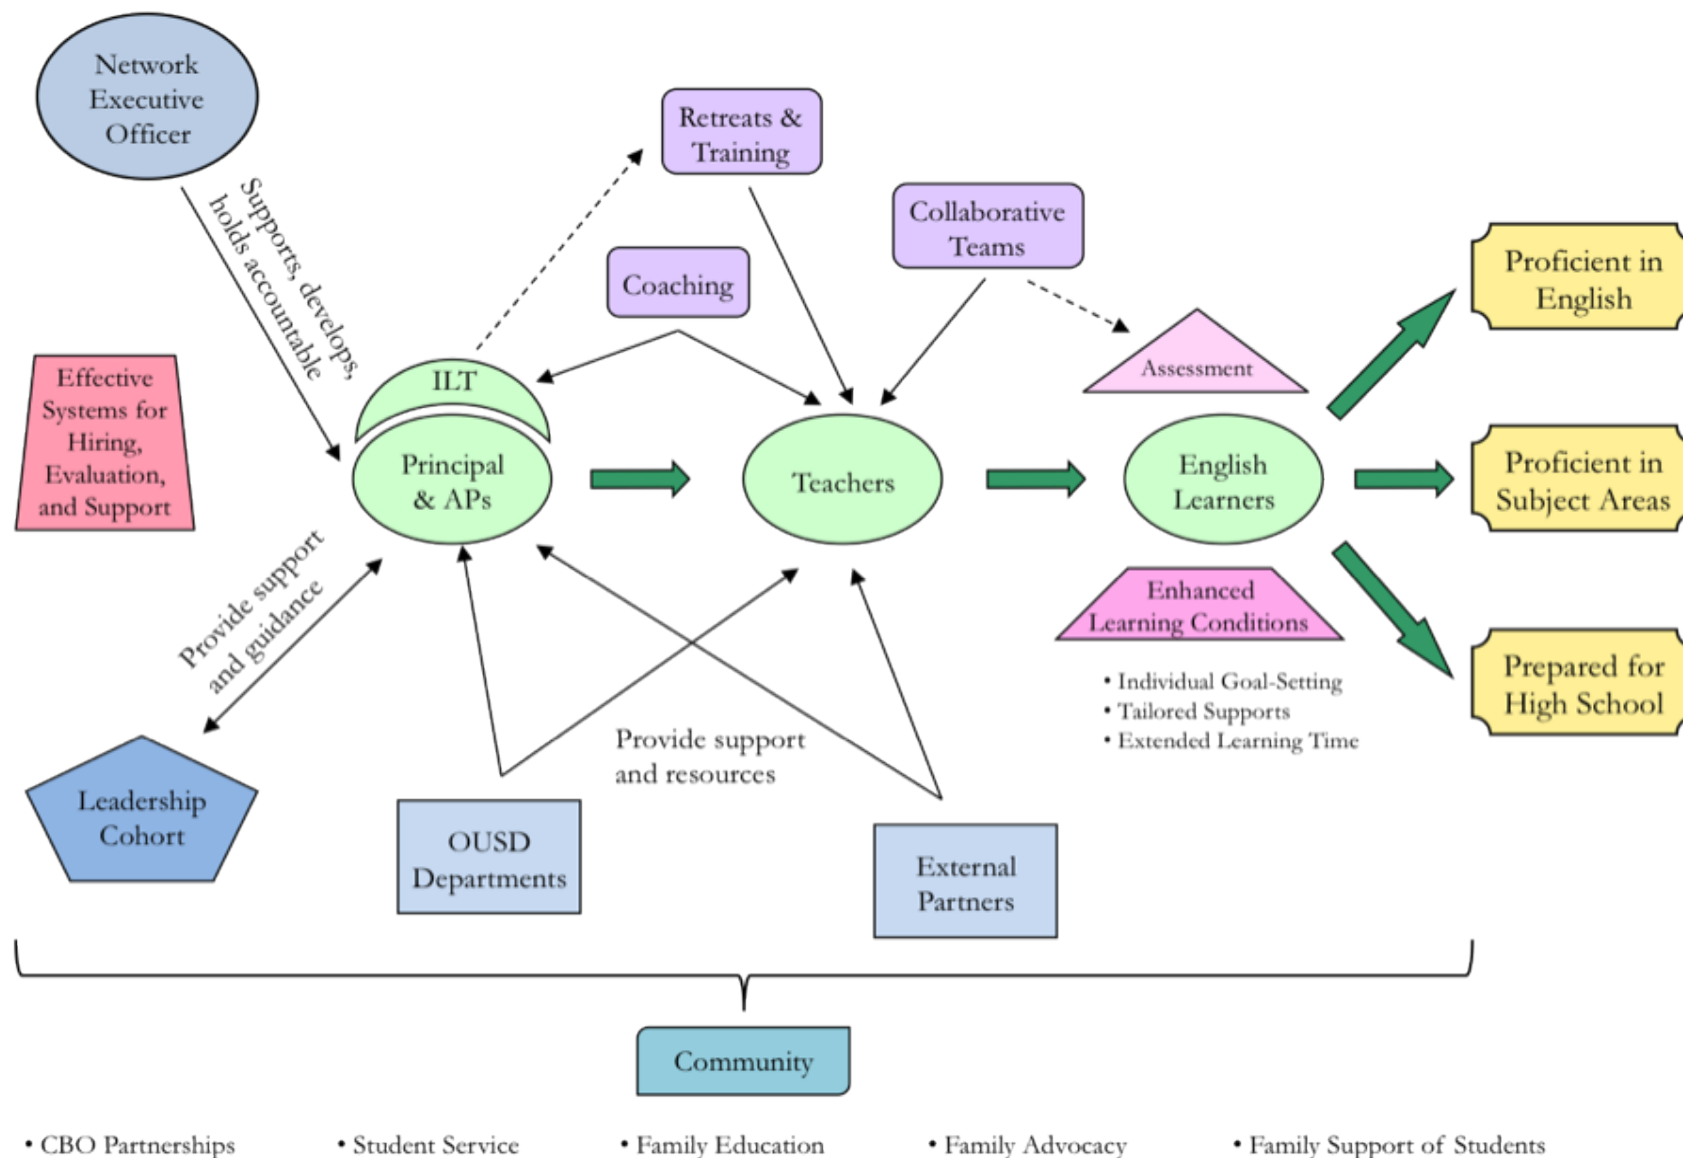 Network
Executive
Officer
Retreats &
Training
Supports, develops,
holds accountable
Collaborative
Teams
Coaching
Proficient in
English
Effective
Systems for
Hiring,
Evaluation,
and Support
ILT
Assessment
Principal
& APs
Teachers
English
Learners
Proficient in
Subject Areas
Provide support
and guidance
Enhanced
Learning Conditions
• Individual Goal-Setting
• Tailored Supports
• Extended Learning Time
Prepared for
High School
Provide support
and resources
Leadership
Cohort
OUSD
Departments
External
Partners
Community
• CBO Partnerships
• Student Service
• Family Education
• Family Advocacy
• Family Support of Students